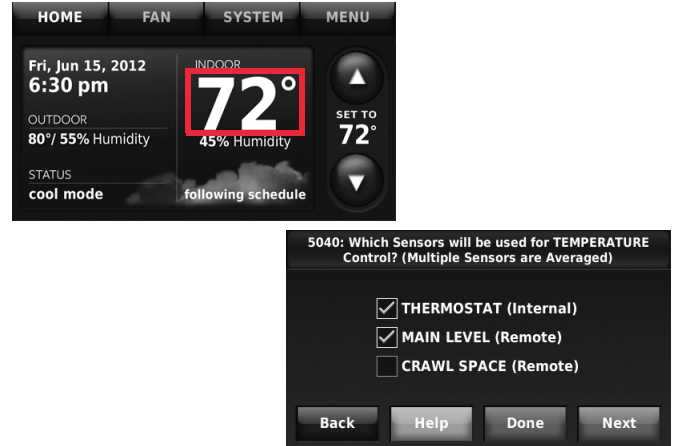 HOME FAN SYSTEM MENU
Fri, Jun 15, 2012
6:30 pm
OUTDOOR
80°/ 55% Humidity
STATUS
cool mode
INDOOR
72°
45% Humidity
following schedule
SET TO
72°
5040: Which Sensors will be used for TEMPERATURE
Control? (Multiple Sensors are Averaged)
THERMOSTAT (Internal)
MAIN LEVEL (Remote)
CRAWL SPACE (Remote)
Back Help Done Next